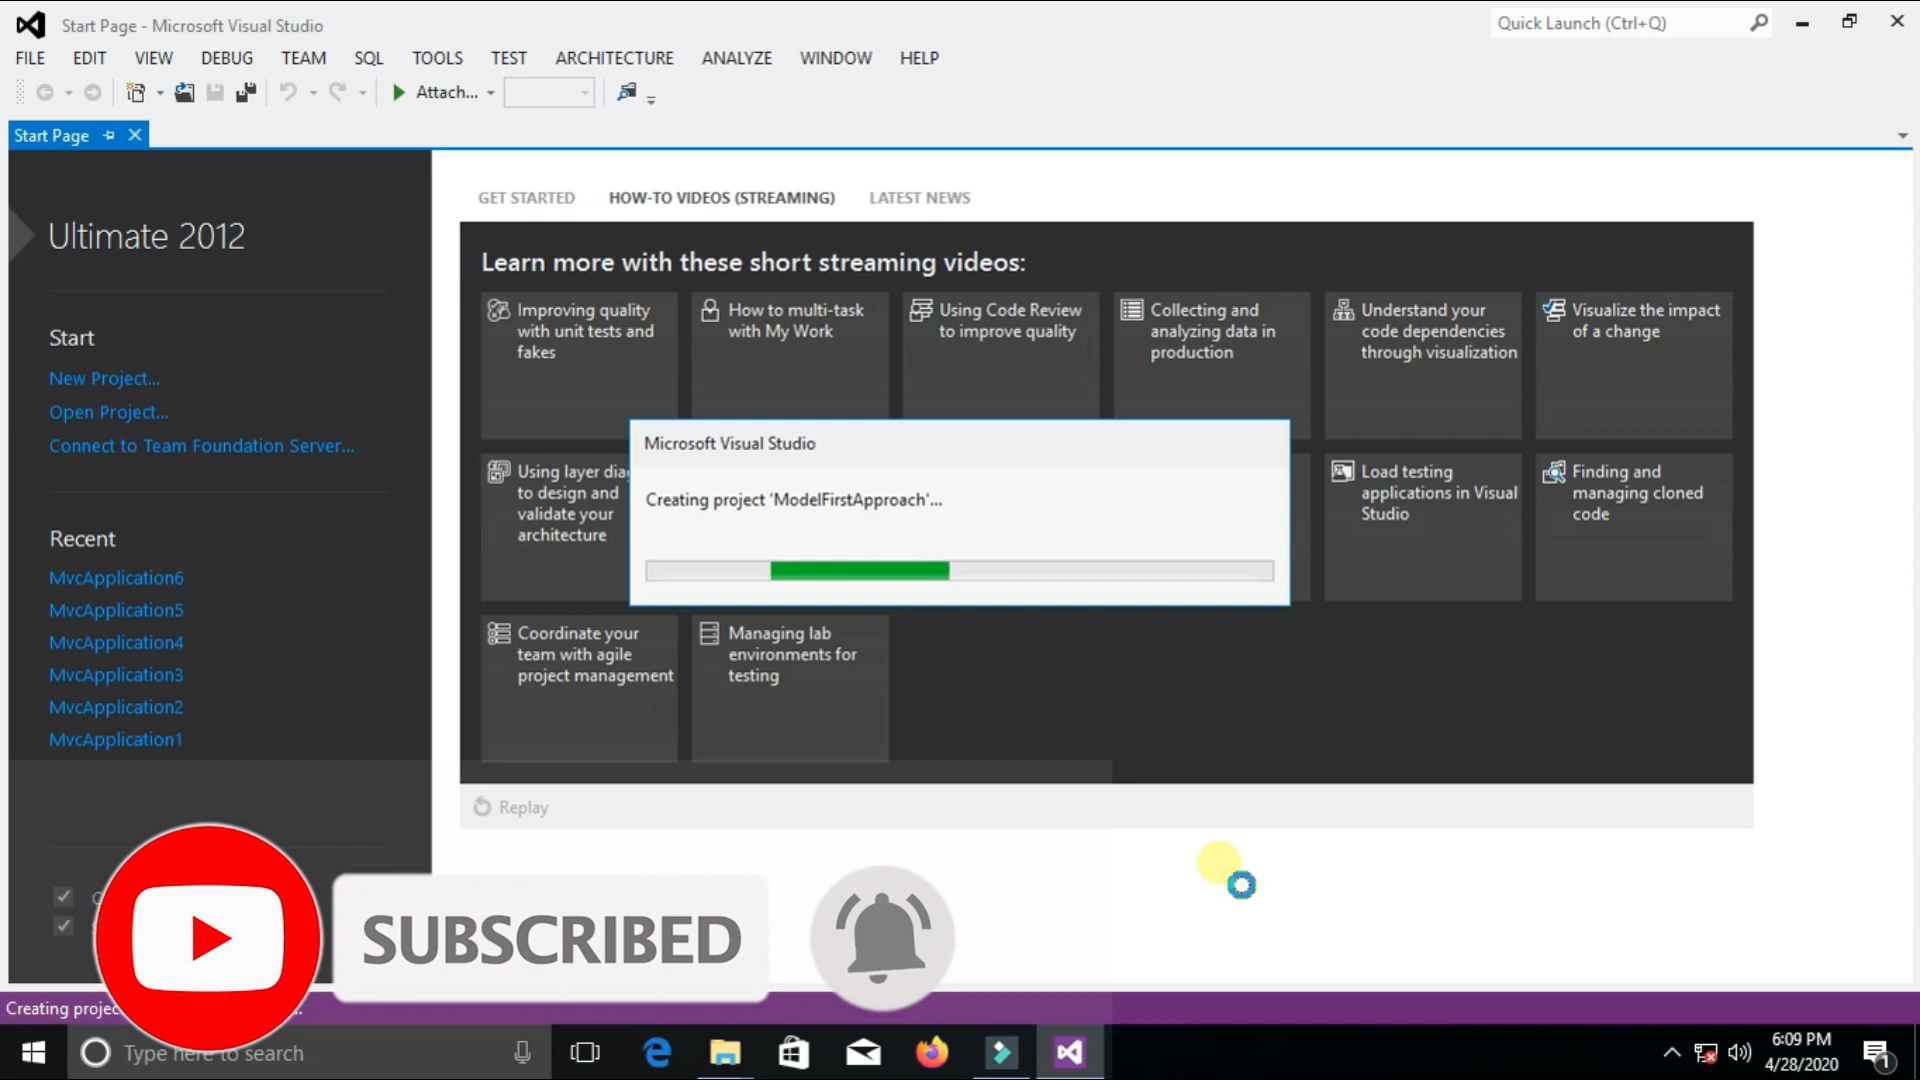 Start Page - Microsoft Visual Studio
Quick Launch (Ctrl+Q)
FILE EDIT VIEW DEBUG TEAM SQL TOOLS TEST ARCHITECTURE ANALYZE WINDOW HELP
Attach...
Start Page
Ultimate 2012
Start
New Project...
Open Project...
Connect to Team Foundation Server...
Recent
MvcApplication6
MvcApplication5
MvcApplication4
MvcApplication3
MvcApplication2
MvcApplication1
GET STARTED HOW-TO VIDEOS (STREAMING) LATEST NEWS
Learn more with these short streaming videos:
Improving quality
with unit tests and
fakes
How to multi-task
with My Work
Using Code Review
to improve quality
Collecting and
analyzing data in
production
Understand your
code dependencies
through visualization
Visualize the impact
of a change
Using layer dia
to design and
validate your
architecture
Microsoft Visual Studio
Creating project 'ModelFirstApproach'...
Load testing
applications in Visual
Studio
Finding and
managing cloned
code
Coordinate your
team with agile
project management
Managing lab
environments for
testing
Replay
SUBSCRIBED
Creating projec
Type here to search
6:09 PM
4/28/2020
1